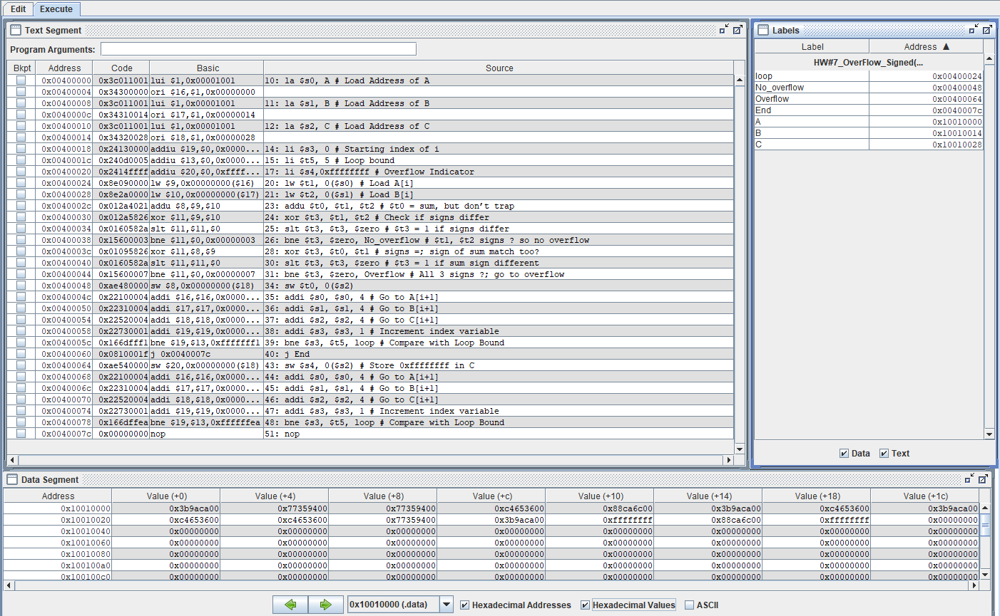 Edit Execute
Text Segment
Program Arguments:
Bkpt Address Code Basic Source
0x00400000 0x3c011001 lui $1,0x00001001 10: la $s0, A # Load Address of A
0x00400004 0x34300000 ori $16,$1,0x00000000
0x00400008 0x3c011001 lui $1,0x00001001 11: la $s1, B # Load Address of B
0x0040000c 0x34310014 ori $17,$1,0x00000014
0x00400010 0x3c011001 lui $1,0x00001001 12: la $s2, C # Load Address of C
0x00400014 0x34320028 ori $18,$1,0x00000028
0x00400018 0x24130000 addiu $19,$0,0x0000... 14: li $s3, 0 # Starting index of i
0x0040001c 0x240d0005 addiu $13,$0,0x0000... 15: li $t5, 5 # Loop bound
0x00400020 0x2414ffff addiu $20,$0,0xffff... 17: li $s4,0xffffffff # Overflow Indicator
0x00400024 0x8e090000 lw $9,0x00000000($16) 20: lw $t1, 0($s0) # Load A[i]
0x00400028 0x8e2a0000 lw $10,0x00000000($17) 21: lw $t2, 0($s1) # Load B[i]
0x0040002c 0x012a4021 addu $8,$9,$10 23: addu $t0, $t1, $t2 # $t0 = sum, but don't trap
0x00400030 0x012a5826 xor $11,$9,$10 24: xor $t3, $t1, $t2 # Check if signs differ
0x00400034 0x0160582a slt $11,$11,$0 25: slt $t3, $t3, $zero # $t3 = 1 if signs differ
0x00400038 0x15600003 bne $11,$0,0x00000003 26: bne $t3, $zero, No_overflow # $t1, $t2 signs ? so no overflow
0x0040003c 0x01095826 xor $11,$8,$9 28: xor $t3, $t0, $t1 # signs =; sign of sum match too?
0x00400040 0x0160582a slt $11,$11,$0 30: slt $t3, $t3, $zero # $t3 = 1 if sum sign different
0x00400044 0x15600007 bne $11,$0,0x00000007 31: bne $t3, $zero, Overflow # All 3 signs ?; go to overflow
0x00400048 0xae480000 sw $8,0x00000000($18) 34: sw $t0, 0($s2)
0x0040004c 0x22100004 addi $16,$16,0x0000... 35: addi $s0, $s0, 4 # Go to A[i+1]
0x00400050 0x22310004 addi $17,$17,0x0000... 36: addi $s1, $s1, 4 # Go to B[i+1]
0x00400054 0x22520004 addi $18,$18,0x0000... 37: addi $s2, $s2, 4 # Go to C[i+1]
0x00400058 0x22730001 addi $19,$19,0x0000... 38: addi $s3, $s3, 1 # Increment index variable
0x0040005c 0x166dfff1 bne $19,$13,0xfffffff1 39: bne $s3, $t5, loop # Compare with Loop Bound
0x00400060 0x0810001f j 0x0040007c 40: j End
0x00400064 0xae540000 sw $20,0x00000000($18) 43: sw $s4, 0($s2) # Store 0xffffffff in C
0x00400068 0x22100004 addi $16,$16,0x0000... 44: addi $s0, $s0, 4 # Go to A[i+1]
0x0040006c 0x22310004 addi $17,$17,0x0000... 45: addi $s1, $s1, 4 # Go to B[i+1]
0x00400070 0x22520004 addi $18,$18,0x0000... 46: addi $s2, $s2, 4 # Go to C[i+1]
0x00400074 0x22730001 addi $19,$19,0x0000... 47: addi $s3, $s3, 1 # Increment index variable
0x00400078 0x166dffea bne $19,$13,0xffffffea 48: bne $s3, $t5, loop # Compare with Loop Bound
0x0040007c 0x00000000 nop 51: nop
Labels
Label Address ▲
HW#7_OverFlow_Signed(...
loop 0x00400024
No_overflow 0x00400048
Overflow 0x00400064
End 0x0040007c
A 0x10010000
B 0x10010014
C 0x10010028
Data Text
Data Segment
Address Value (+0) Value (+4) Value (+8) Value (+c) Value (+10) Value (+14) Value (+18) Value (+1c)
0x10010000 0x3b9aca00 0x77359400 0x77359400 0xc4653600 0x88ca6c00 0x3b9aca00 0xc4653600 0x3b9aca00
0x10010020 0xc4653600 0xc4653600 0x77359400 0x3b9aca00 0xffffffff 0x88ca6c00 0xffffffff 0x00000000
0x10010040 0x00000000 0x00000000 0x00000000 0x00000000 0x00000000 0x00000000 0x00000000 0x00000000
0x10010060 0x00000000 0x00000000 0x00000000 0x00000000 0x00000000 0x00000000 0x00000000 0x00000000
0x10010080 0x00000000 0x00000000 0x00000000 0x00000000 0x00000000 0x00000000 0x00000000 0x00000000
0x100100a0 0x00000000 0x00000000 0x00000000 0x00000000 0x00000000 0x00000000 0x00000000 0x00000000
0x100100c0 0x00000000 0x00000000 0x00000000 0x00000000 0x00000000 0x00000000 0x00000000 0x00000000
0x10010000 (.data) Hexadecimal Addresses Hexadecimal Values ASCII